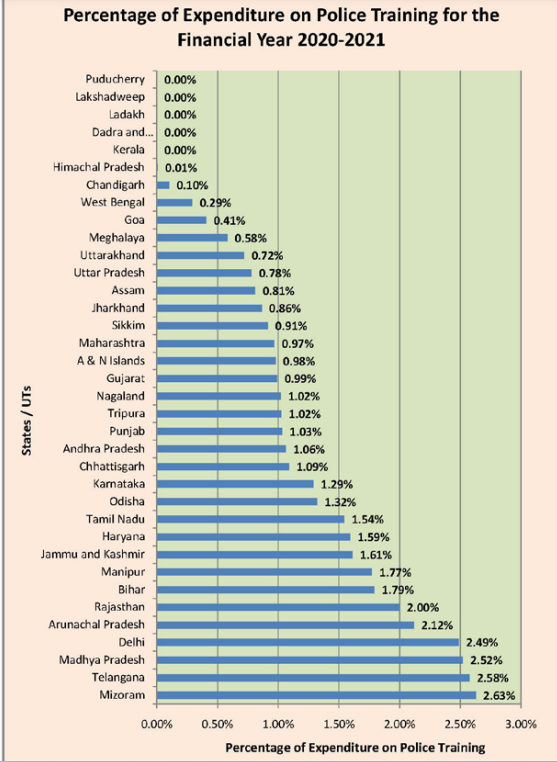 Percentage of Expenditure on Police Training for the
Financial Year 2020-2021
Puducherry 0.00%
Lakshadweep 0.00%
Ladakh 0.00%
Dadra and... 0.00%
Kerala 0.00%
Himachal Pradesh 0.01%
Chandigarh 0.10%
West Bengal 0.29%
Goa 0.41%
Meghalaya 0.58%
Uttarakhand 0.72%
Uttar Pradesh 0.78%
Assam 0.81%
Jharkhand 0.86%
Sikkim 0.91%
Maharashtra 0.97%
A & N Islands 0.98%
Gujarat 0.99%
Nagaland 1.02%
Tripura 1.02%
Punjab 1.03%
Andhra Pradesh 1.06%
Chhattisgarh 1.09%
Karnataka 1.29%
Odisha 1.32%
Tamil Nadu 1.54%
Haryana 1.59%
Jammu and Kashmir 1.61%
Manipur 1.77%
Bihar 1.79%
Rajasthan 2.00%
Arunachal Pradesh 2.12%
Delhi 2.49%
Madhya Pradesh 2.52%
Telangana 2.58%
Mizoram 2.63%
States / UTs
0.00% 0.50% 1.00% 1.50% 2.00% 2.50% 3.00%
Percentage of Expenditure on Police Training